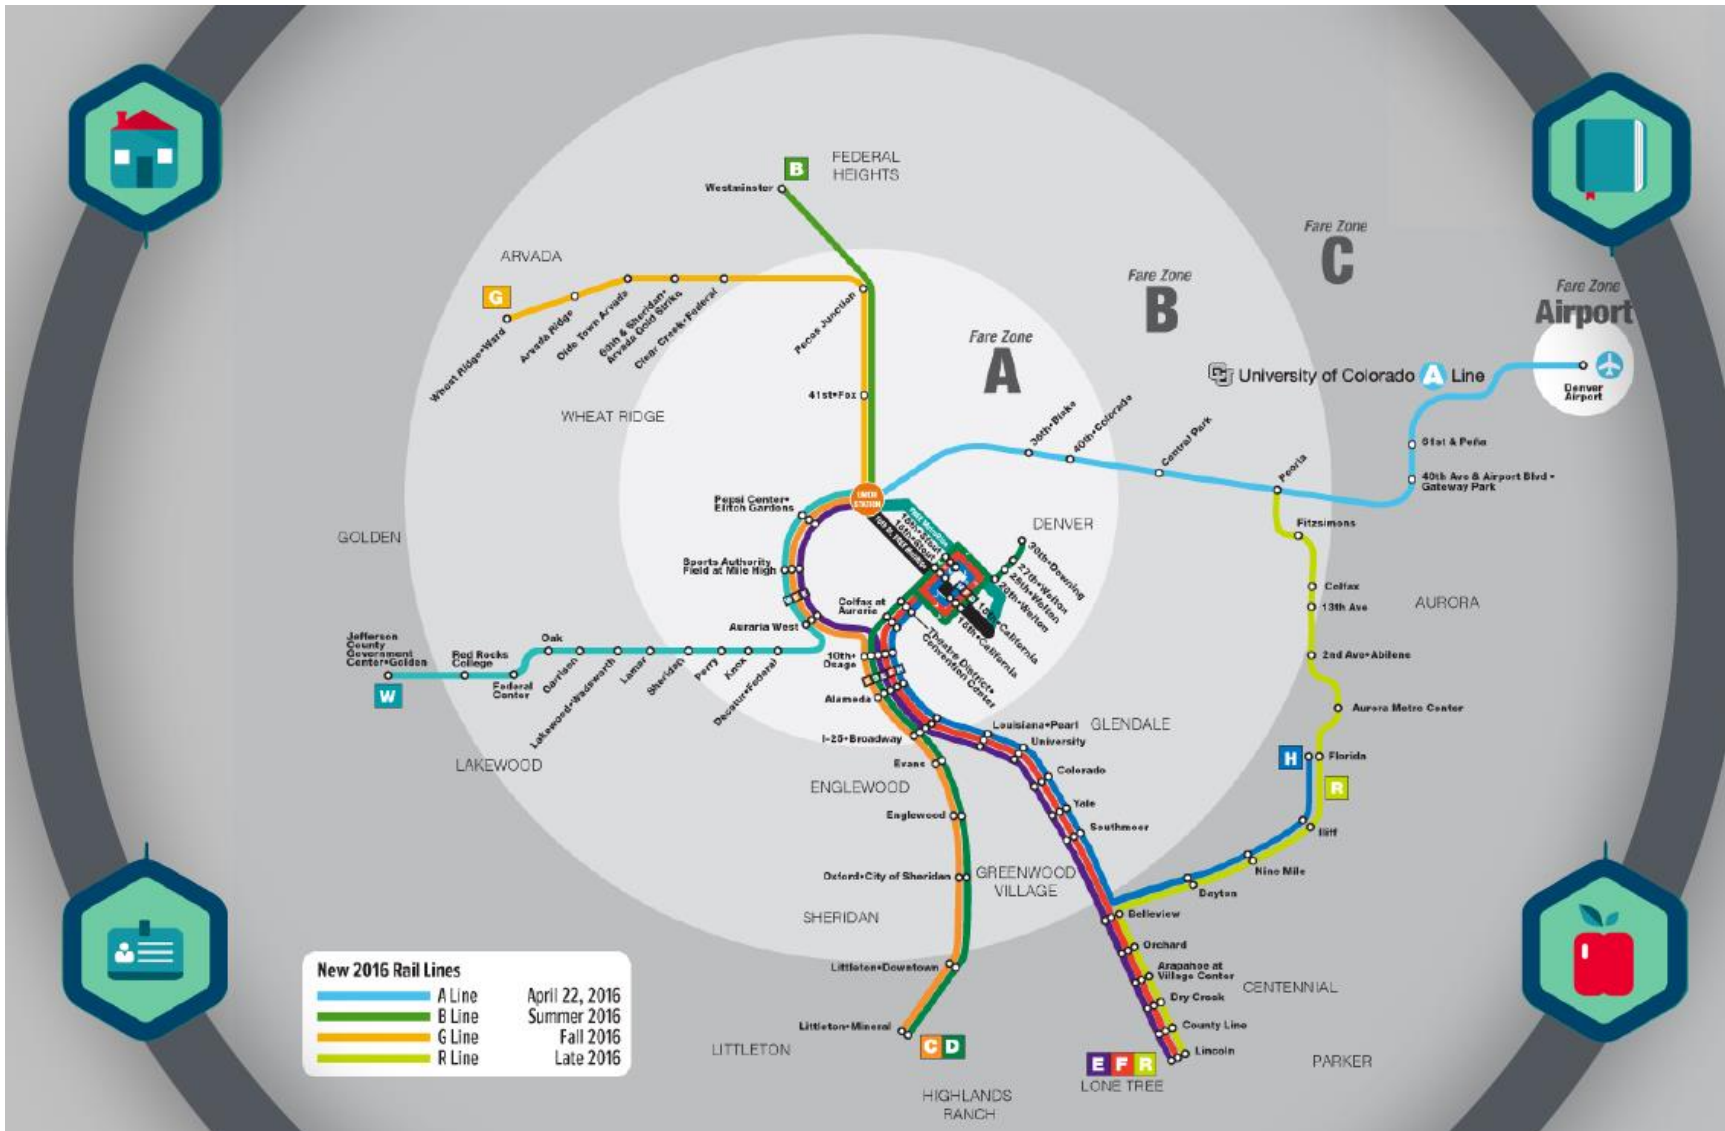 FEDERAL
HEIGHTS
B
Westminster
Fare Zone
C
ARVADA
Fare Zone
B
Fare Zone
Airport
G
Wheat Ridge•Ward
Arvada Ridge
Olde Town Arvada
60th & Sheridan•
Arvada Gold Strike
Clear Creek•Federal
Pecos Junction
Fare Zone
A
University of Colorado A Line
Denver
Airport
41st•Fox
WHEAT RIDGE
38th•Blake
40th•Colorado
Central Park
Peoria
61st & Peña
40th Ave & Airport Blvd •
Gateway Park
UNION
STATION
Pepsi Center•
Elitch Gardens
GOLDEN
DENVER
Fitzsimons
18th•Stout
16th•Stout
30th•Downing
27th•Welton
25th•Welton
20th•Welton
Sports Authority
Field at Mile High
Colfax at
Auraria
18th•California
16th•California
Theatre District•
Convention Center
Colfax
13th Ave
AURORA
Auraria West
Jefferson
County
Government
Center•Golden
W
Red Rocks
College
Federal
Center
Oak
Garrison
Lakewood•Wadsworth
Lamar
Sheridan
Perry
Knox
Decatur•Federal
10th•
Osage
2nd Ave•Abilene
Alameda
Aurora Metro Center
I-25•Broadway
Louisiana•Pearl
GLENDALE
University
LAKEWOOD
Evans
Colorado
H
Florida
R
ENGLEWOOD
Yale
Englewood
Southmoor
Iliff
Oxford•City of Sheridan
GREENWOOD
VILLAGE
Nine Mile
Dayton
SHERIDAN
Belleview
Orchard
Littleton•Downtown
Arapahoe at
Village Center
CENTENNIAL
Dry Creek
Littleton•Mineral
County Line
LITTLETON
C D
Lincoln
E F R
LONE TREE
PARKER
HIGHLANDS
RANCH
New 2016 Rail Lines
A Line April 22, 2016
B Line Summer 2016
G Line Fall 2016
R Line Late 2016